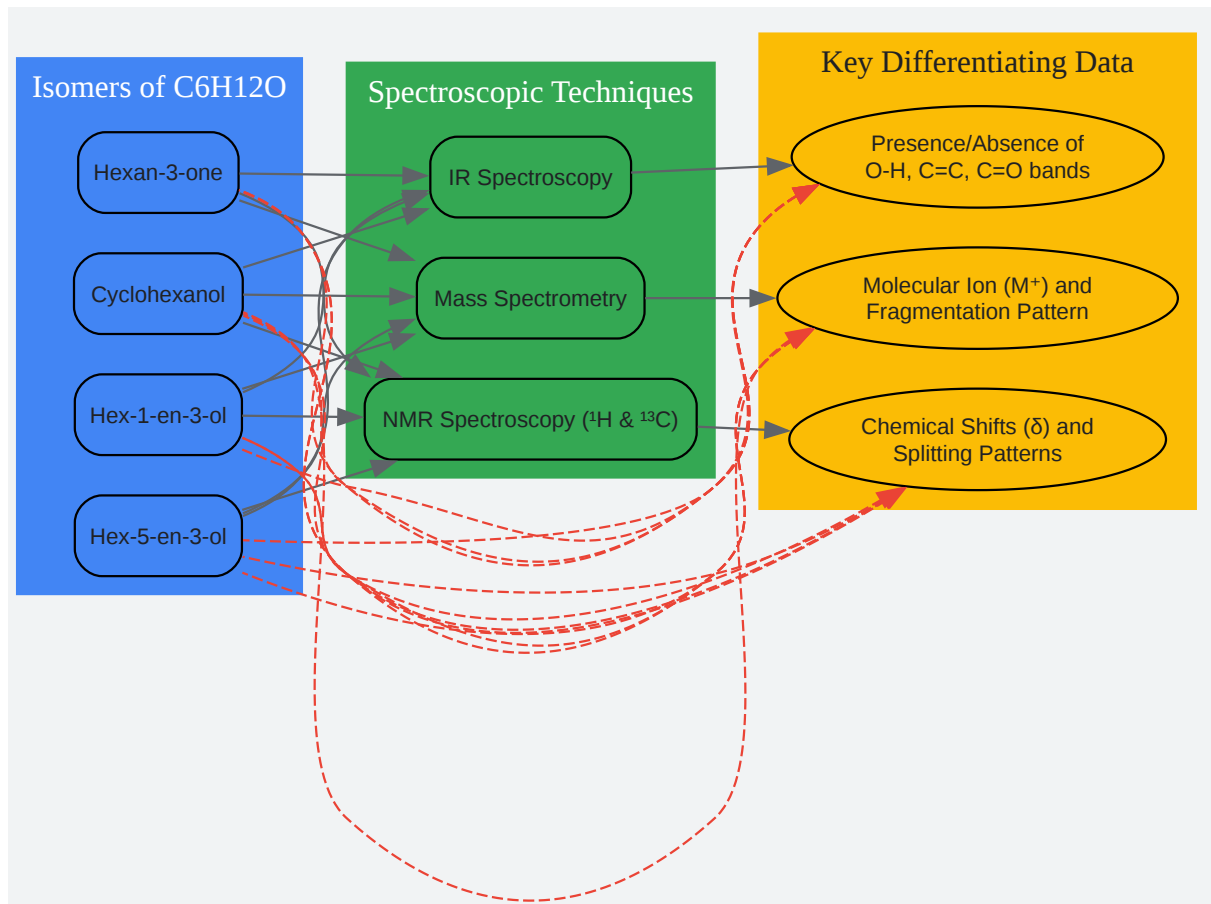 Isomers of C6H12O
Hexan-3-one
Cyclohexanol
Hex-1-en-3-ol
Hex-5-en-3-ol
Spectroscopic Techniques
IR Spectroscopy
Mass Spectrometry
NMR Spectroscopy (¹H & ¹³C)
Key Differentiating Data
Presence/Absence of
O-H, C=C, C=O bands
Molecular Ion (M⁺) and
Fragmentation Pattern
Chemical Shifts (δ) and
Splitting Patterns